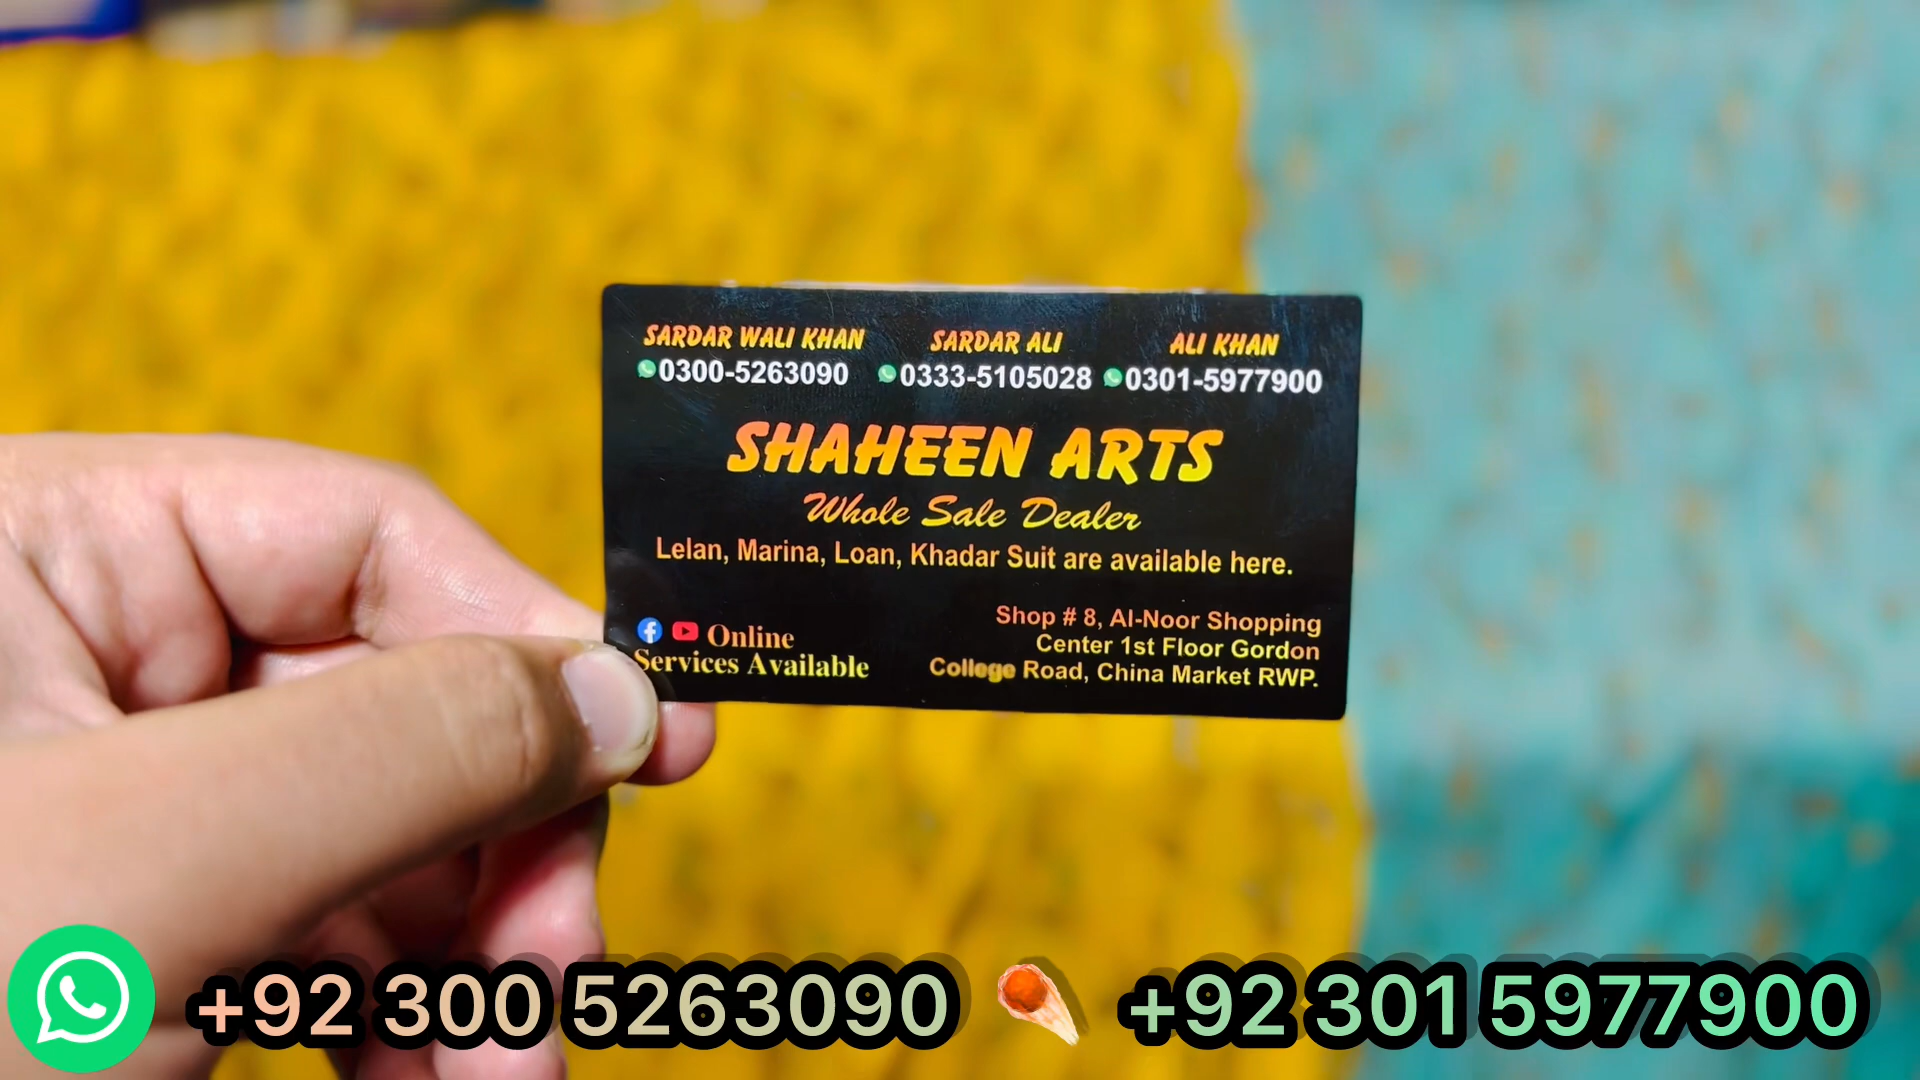 SARDAR WALI KHAN SARDAR ALI ALI KHAN
0300-5263090 0333-5105028 0301-5977900
SHAHEEN ARTS
Whole Sale Dealer
Lelan, Marina, Loan, Khadar Suit are available here.
Online
Services Available
Shop # 8, Al-Noor Shopping
Center 1st Floor Gordon
College Road, China Market RWP.
+92 300 5263090 +92 301 5977900